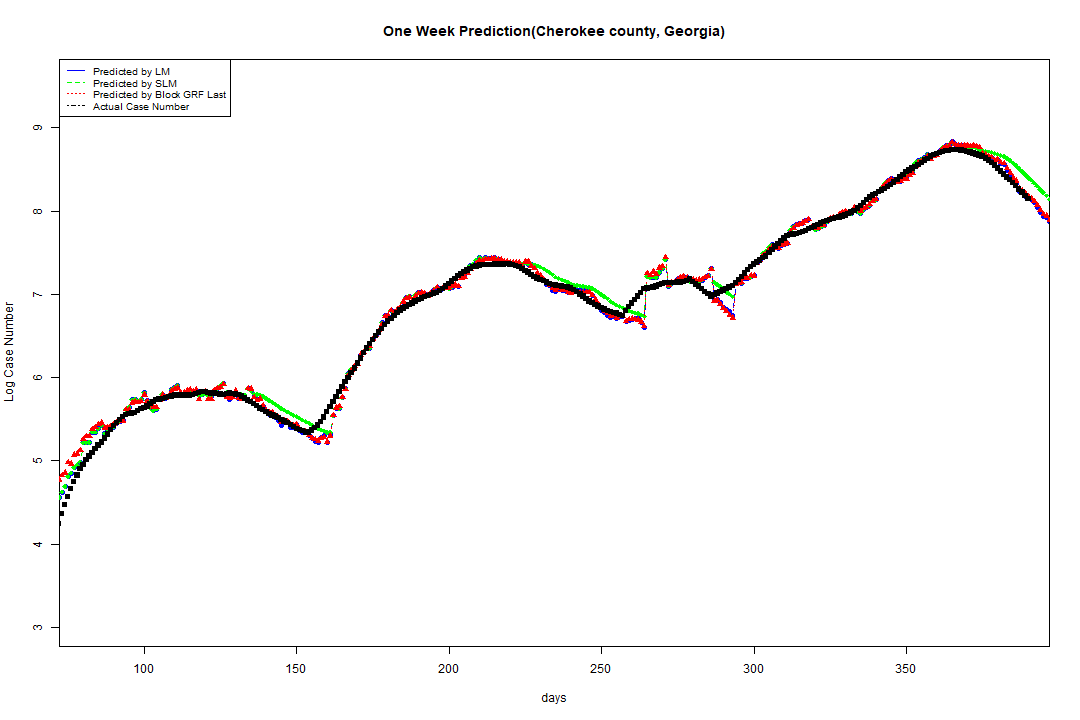 One Week Prediction(Cherokee county, Georgia)
Predicted by LM
Predicted by SLM
Predicted by Block GRF Last
Actual Case Number
9
8
7
6
5
4
3
Log Case Number
100 150 200 250 300 350
days